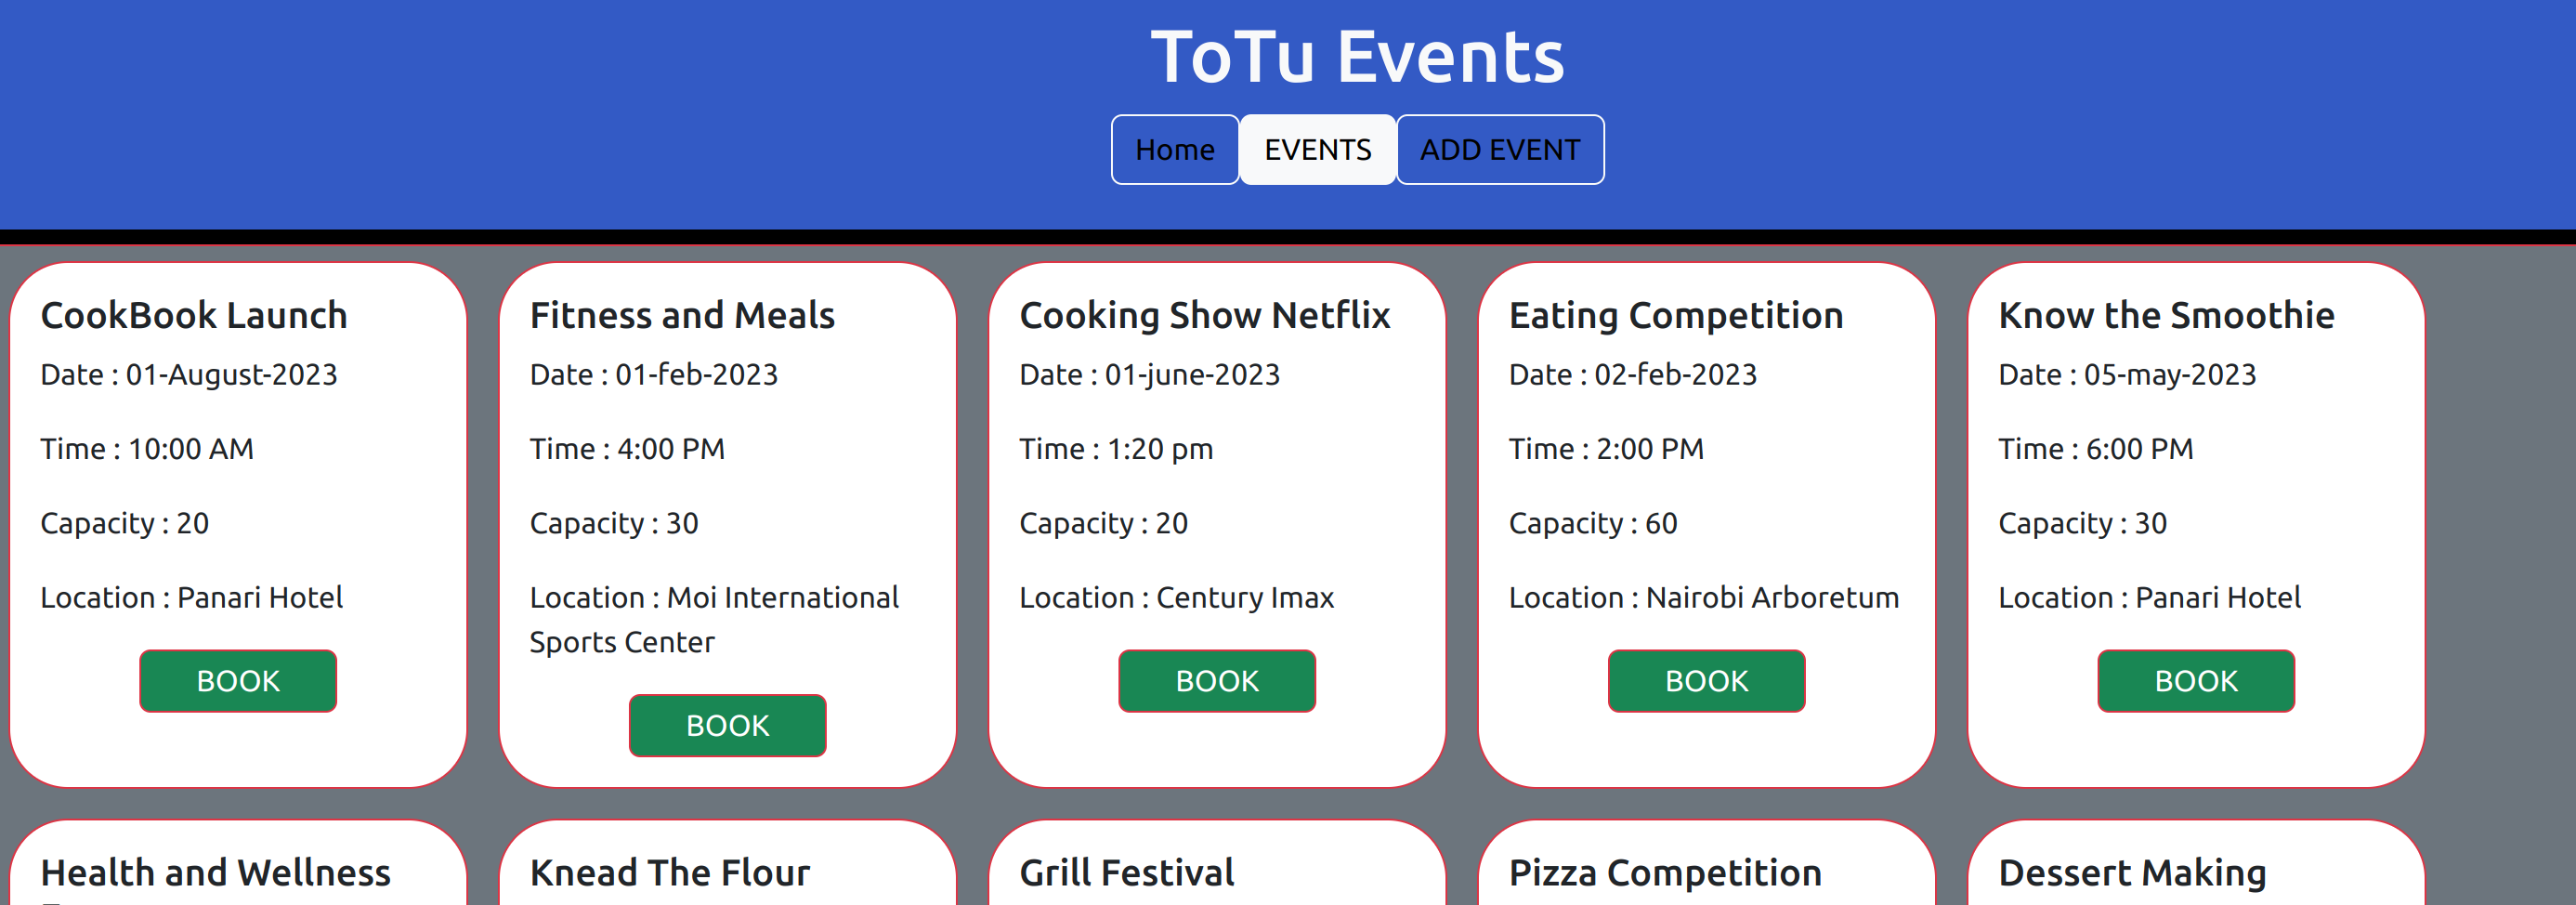 ToTu Events
Home EVENTS ADD EVENT
CookBook Launch
Date : 01-August-2023
Time : 10:00 AM
Capacity : 20
Location : Panari Hotel
BOOK
Fitness and Meals
Date : 01-feb-2023
Time : 4:00 PM
Capacity : 30
Location : Moi International
Sports Center
BOOK
Cooking Show Netflix
Date : 01-june-2023
Time : 1:20 pm
Capacity : 20
Location : Century Imax
BOOK
Eating Competition
Date : 02-feb-2023
Time : 2:00 PM
Capacity : 60
Location : Nairobi Arboretum
BOOK
Know the Smoothie
Date : 05-may-2023
Time : 6:00 PM
Capacity : 30
Location : Panari Hotel
BOOK
Health and Wellness
Knead The Flour
Grill Festival
Pizza Competition
Dessert Making